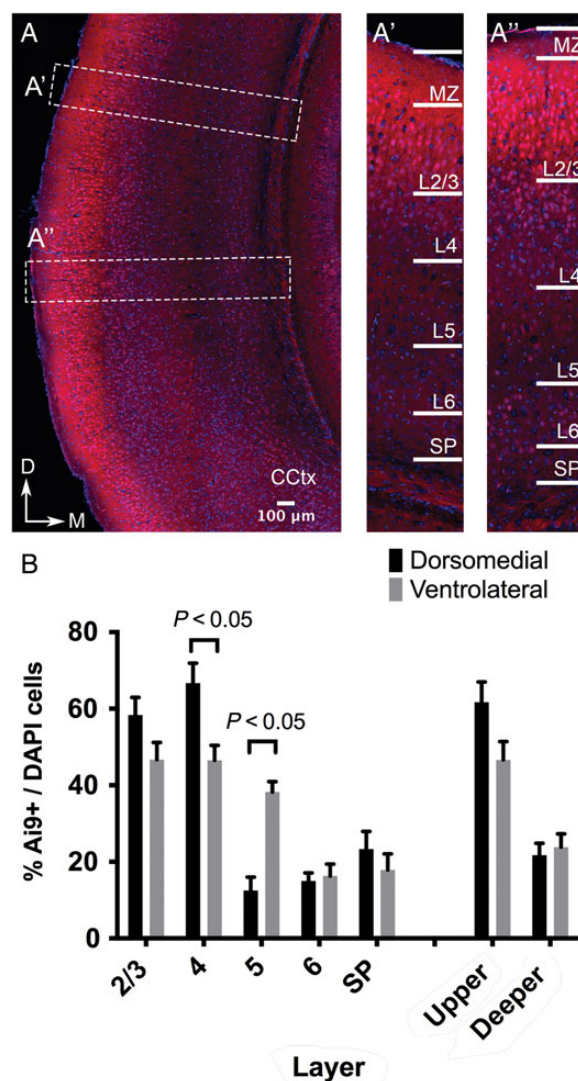 A
A'
A''
D
M
CCtx
100 μm
A'
MZ
L2/3
L4
L5
L6
SP
A''
MZ
L2/3
L4
L5
L6
SP
B
Dorsomedial
Ventrolateral
% Ai9+ / DAPI cells
80
60
40
20
0
P < 0.05
P < 0.05
2/3
4
5
6
SP
Upper
Deeper
Layer